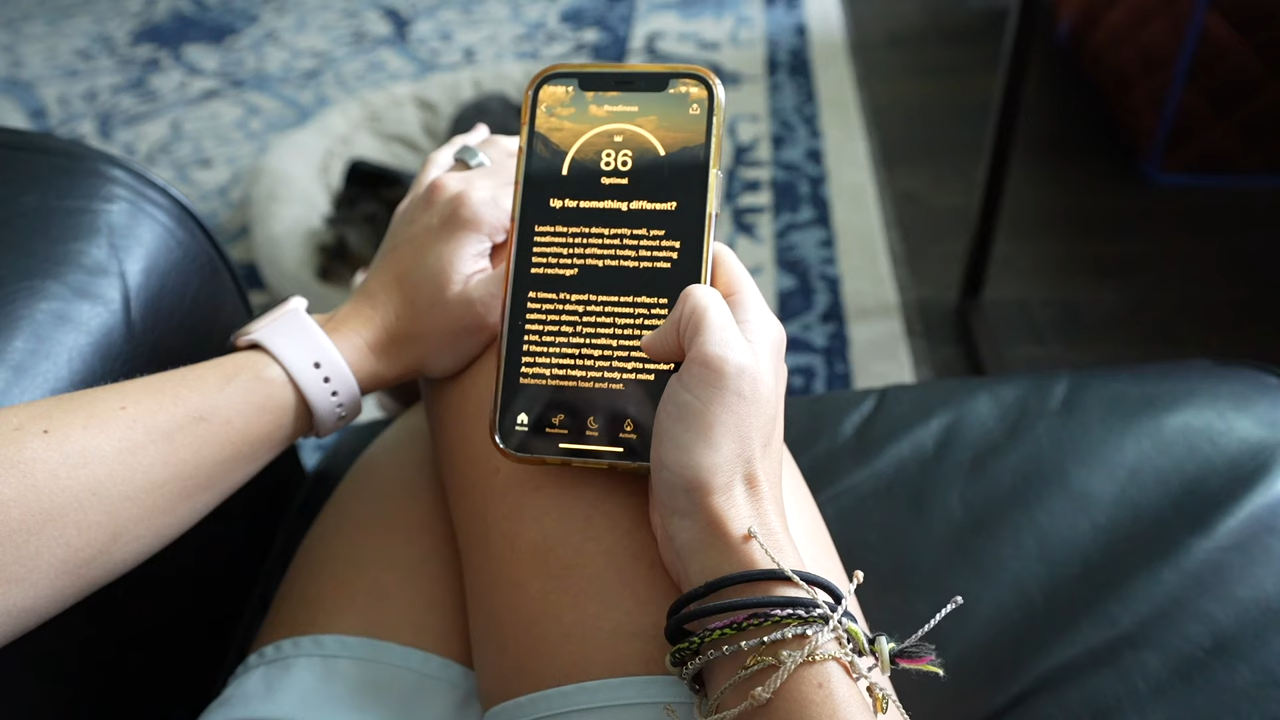 Readiness
86
Optimal
Up for something different?
Looks like you're doing pretty well, your
readiness is at a nice level. How about doing
something a bit different today, like making
time for one fun thing that helps you relax
and recharge?
At times, it's good to pause and reflect on
how you're doing: what stresses you, what
calms you down, and what types of
make your day. If you need to sit in
a lot, can you take a walking
If there are many things on your
you take breaks to let your thoughts wander?
Anything that helps your body and mind
balance between load and rest.
Home Readiness Sleep Activity